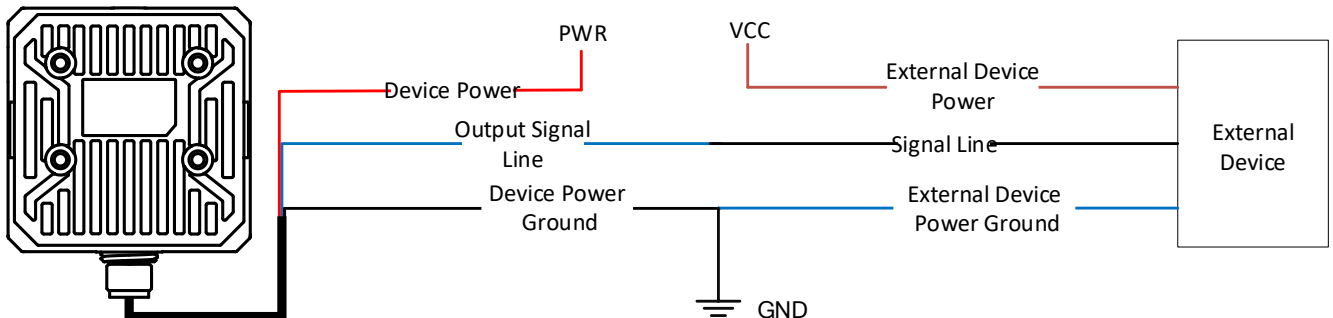 PWR
VCC
Device Power
External Device
Power
Output Signal
Line
Signal Line
External
Device
Device Power
Ground
External Device
Power Ground
GND